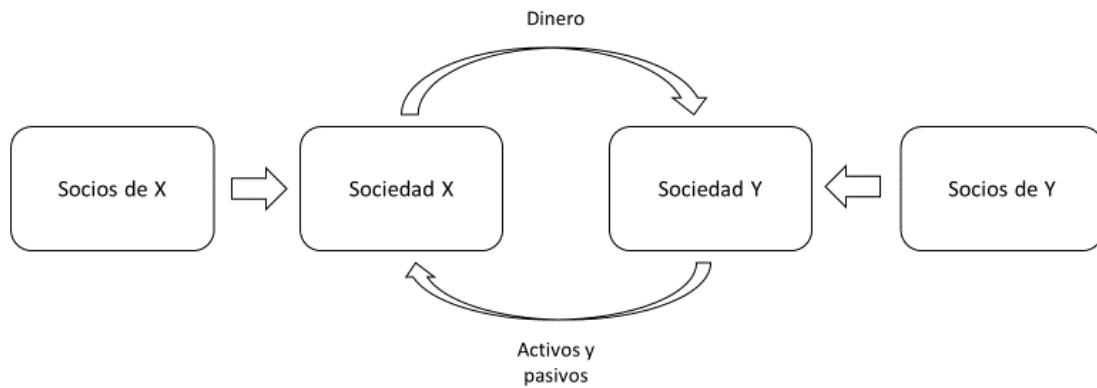 Dinero
Socios de X
Sociedad X
Sociedad Y
Socios de Y
Activos y
pasivos